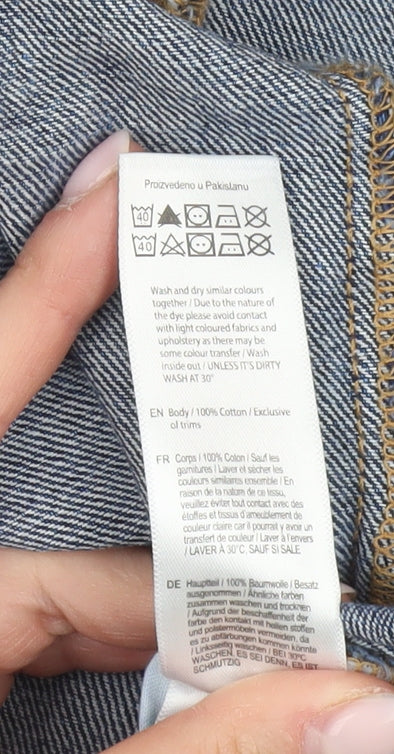 Proizvedeno u Pakistanu
40
40
Wash and dry similar colours
together / Due to the nature of
the dye please avoid contact
with light coloured fabrics and
upholstery as there may be
some colour transfer / Wash
inside out / UNLESS IT'S DIRTY
WASH AT 30°
EN Body / 100% Cotton / Exclusive
of trims
FR Corps / 100% Coton / Sauf les
garnitures / Laver et sécher les
couleurs similaires ensemble / En
raison de la nature de ce tissu,
veuillez éviter tout contact avec des
étoffes et tissus d'ameublement de
couleur claire car il pourrait y avoir un
transfert de couleur / Laver à l'envers
/ LAVER À 30°C, SAUF SI SALE
DE Hauptteil / 100% Baumwolle / Besatz
ausgenommen / Ähnliche farben
zusammen waschen und trocknen
/ Aufgrund der beschaffenheit der
farbe den kontakt mit hellen stoffen
und polstermöbeln vermeiden, da
es zu abfärbungen kommen könnte
/ Linksseitig waschen / BEI 30°C
WASCHEN, ES SEI DENN, ES IST
SCHMUTZIG